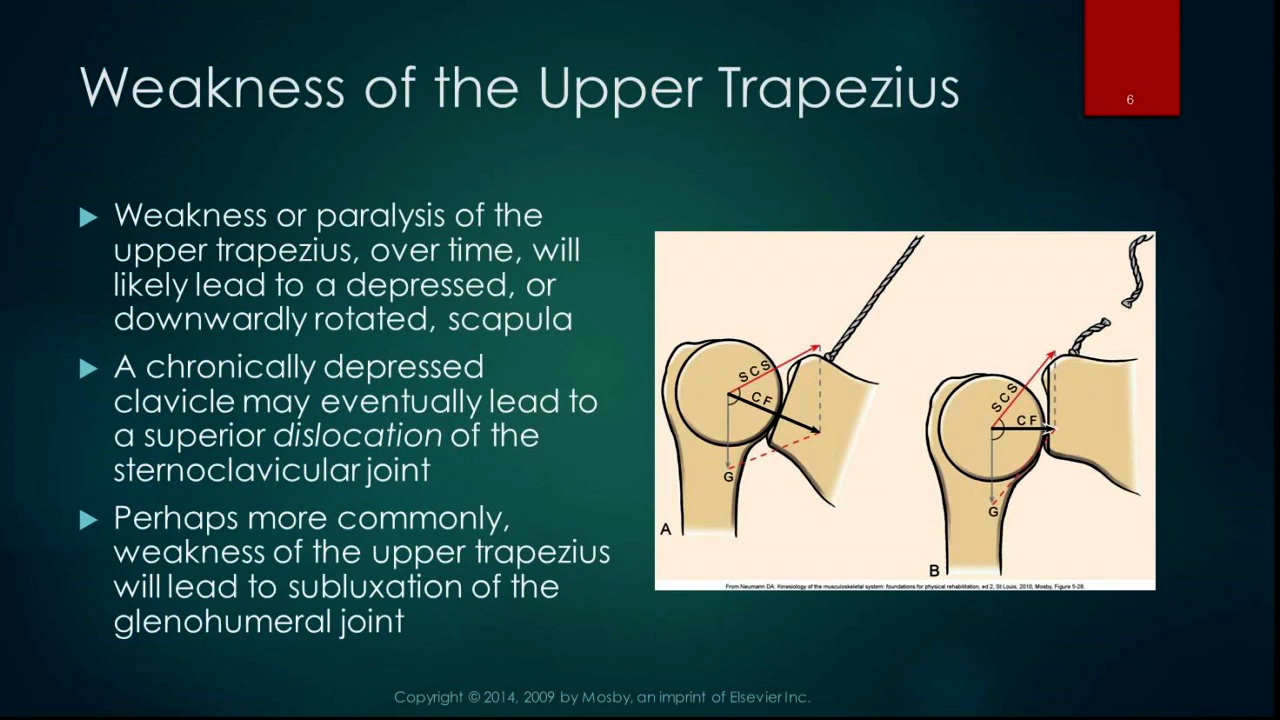 Weakness of the Upper Trapezius
6
▶ Weakness or paralysis of the
upper trapezius, over time, will
likely lead to a depressed, or
downwardly rotated, scapula
▶ A chronically depressed
clavicle may eventually lead to
a superior dislocation of the
sternoclavicular joint
▶ Perhaps more commonly,
weakness of the upper trapezius
will lead to subluxation of the
glenohumeral joint
SCS
CF
G
A
SCS
CF
G
B
From Neumann DA. Kinesiology of the musculoskeletal system: foundations for physical rehabilitation, ed 2, St Louis, 2010, Mosby, Figure 5-28.
Copyright © 2014, 2009 by Mosby, an imprint of Elsevier Inc.